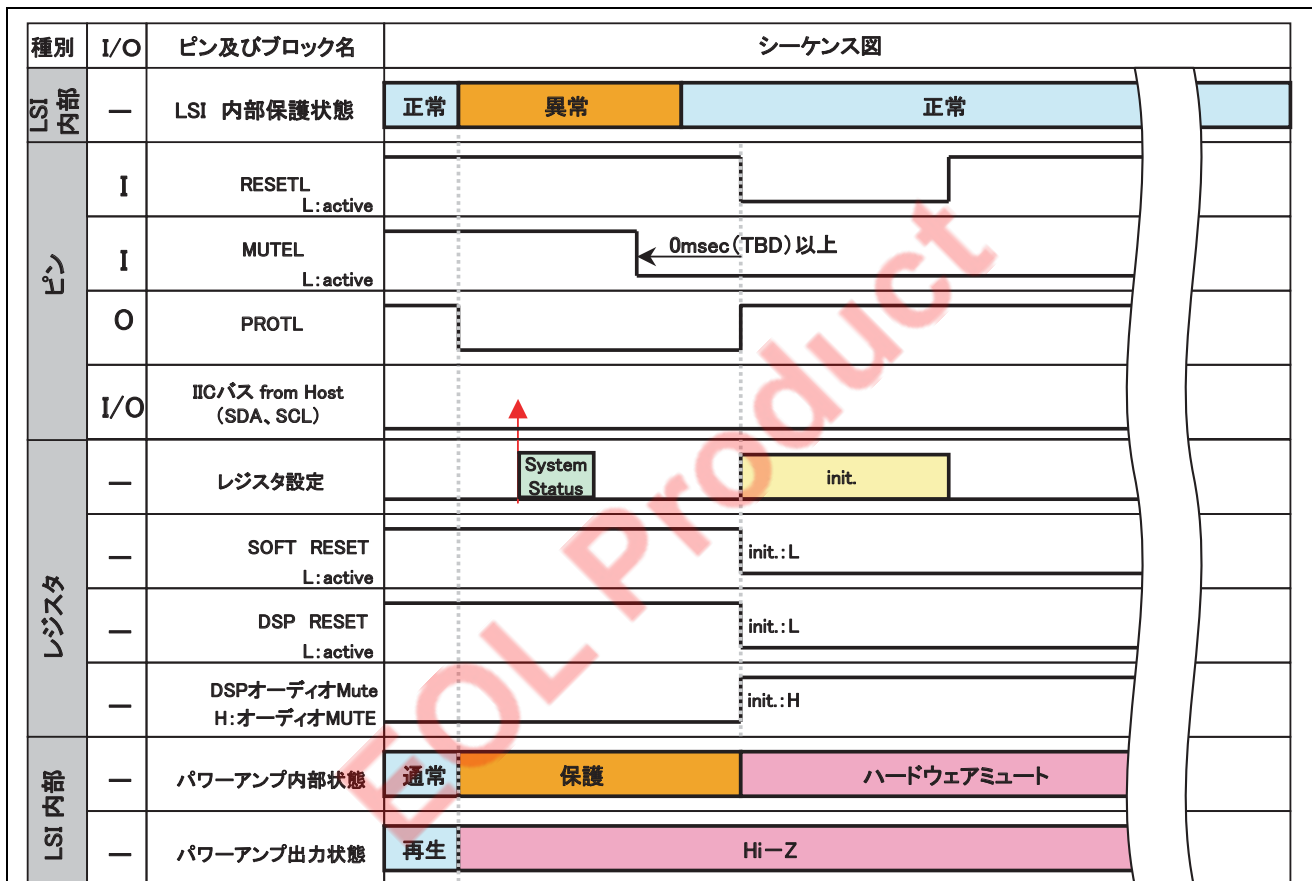 種別 I/O ピン及びブロック名 シーケンス図
LSI 内部 — LSI 内部保護状態 正常 異常 正常
ピン
I RESETL
L:active
I MUTEL 0msec(TBD)以上
L:active
O PROTL
I/O IICバス from Host
(SDA、SCL)
レジスタ
— レジスタ設定 System init.
Status
— SOFT RESET init.:L
L:active
— DSP RESET init.:L
L:active
— DSPオーディオMute init.:H
H:オーディオMUTE
LSI 内部
— パワーアンプ内部状態 通常 保護 ハードウェアミュート
— パワーアンプ出力状態 再生 Hi－Z
EOL Product